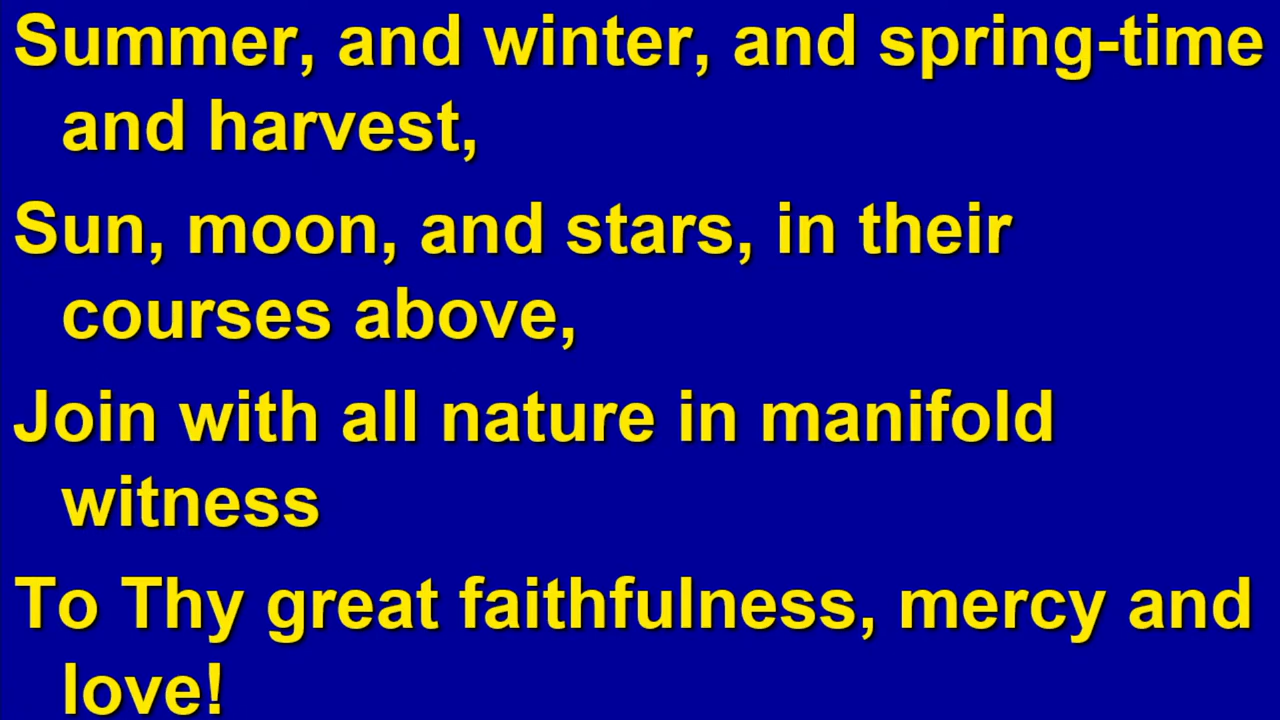 Summer, and winter, and spring-time
and harvest,
Sun, moon, and stars, in their
courses above,
Join with all nature in manifold
witness
To Thy great faithfulness, mercy and
love!